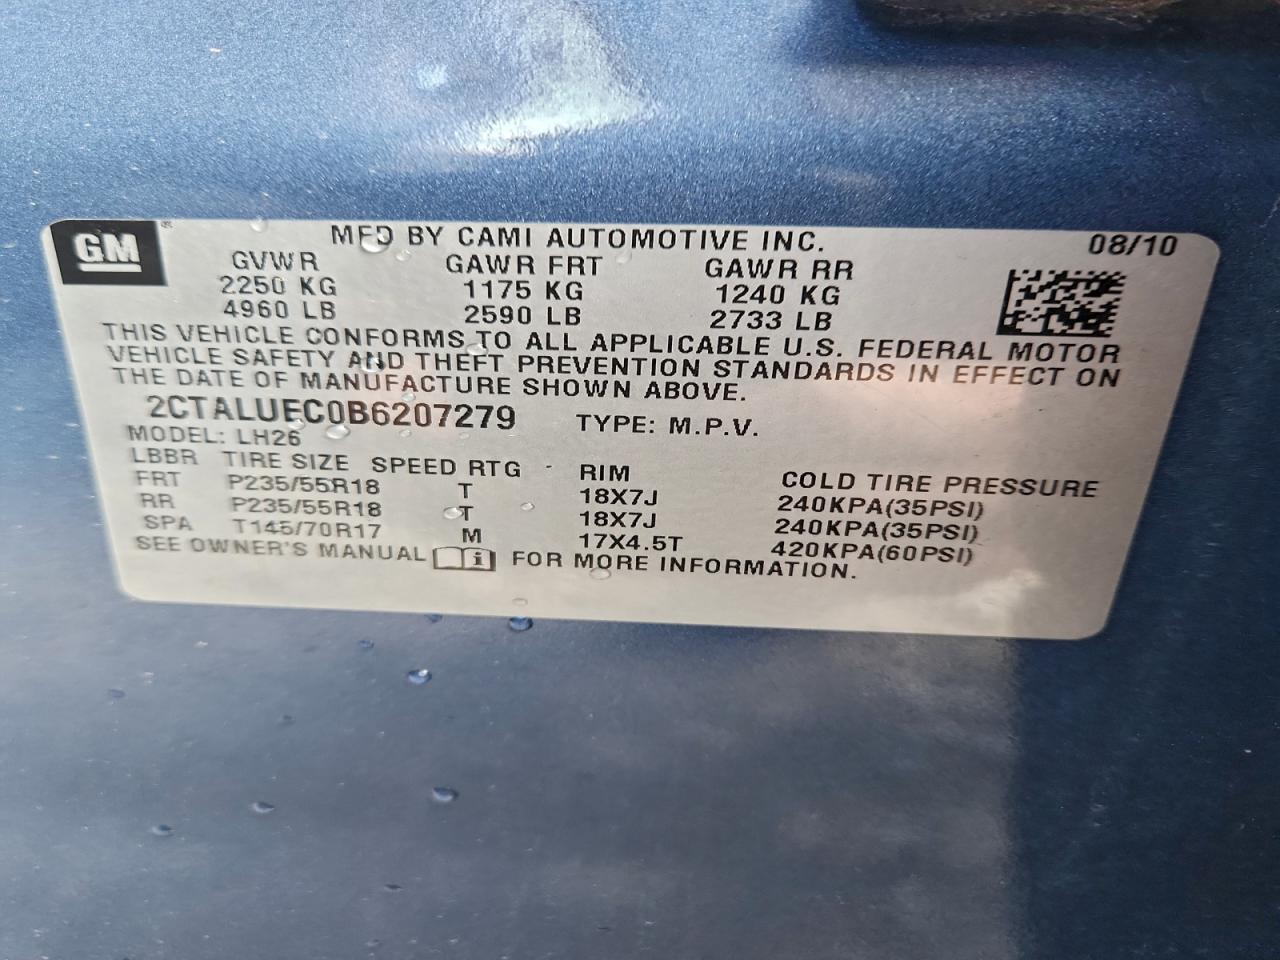 GM ®
MFD BY CAMI AUTOMOTIVE INC. 08/10
GVWR GAWR FRT GAWR RR
2250 KG 1175 KG 1240 KG
4960 LB 2590 LB 2733 LB
THIS VEHICLE CONFORMS TO ALL APPLICABLE U.S. FEDERAL MOTOR
VEHICLE SAFETY AND THEFT PREVENTION STANDARDS IN EFFECT ON
THE DATE OF MANUFACTURE SHOWN ABOVE.
2CTALUEC0B6207279 TYPE: M.P.V.
MODEL: LH26
LBBR TIRE SIZE SPEED RTG RIM COLD TIRE PRESSURE
FRT P235/55R18 T 18X7J 240KPA(35PSI)
RR P235/55R18 T 18X7J 240KPA(35PSI)
SPA T145/70R17 M 17X4.5T 420KPA(60PSI)
SEE OWNER'S MANUAL i FOR MORE INFORMATION.